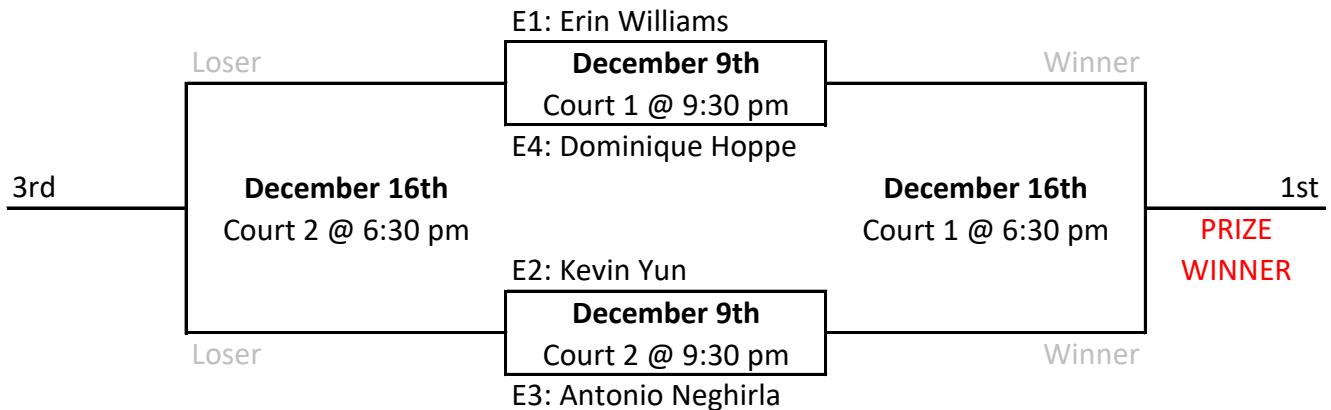 E1: Erin Williams
Loser
December 9th
Winner
Court 1 @ 9:30 pm
E4: Dominique Hoppe
3rd
December 16th
December 16th
1st
Court 2 @ 6:30 pm
Court 1 @ 6:30 pm
PRIZE
WINNER
E2: Kevin Yun
December 9th
Loser
Court 2 @ 9:30 pm
Winner
E3: Antonio Neghirla